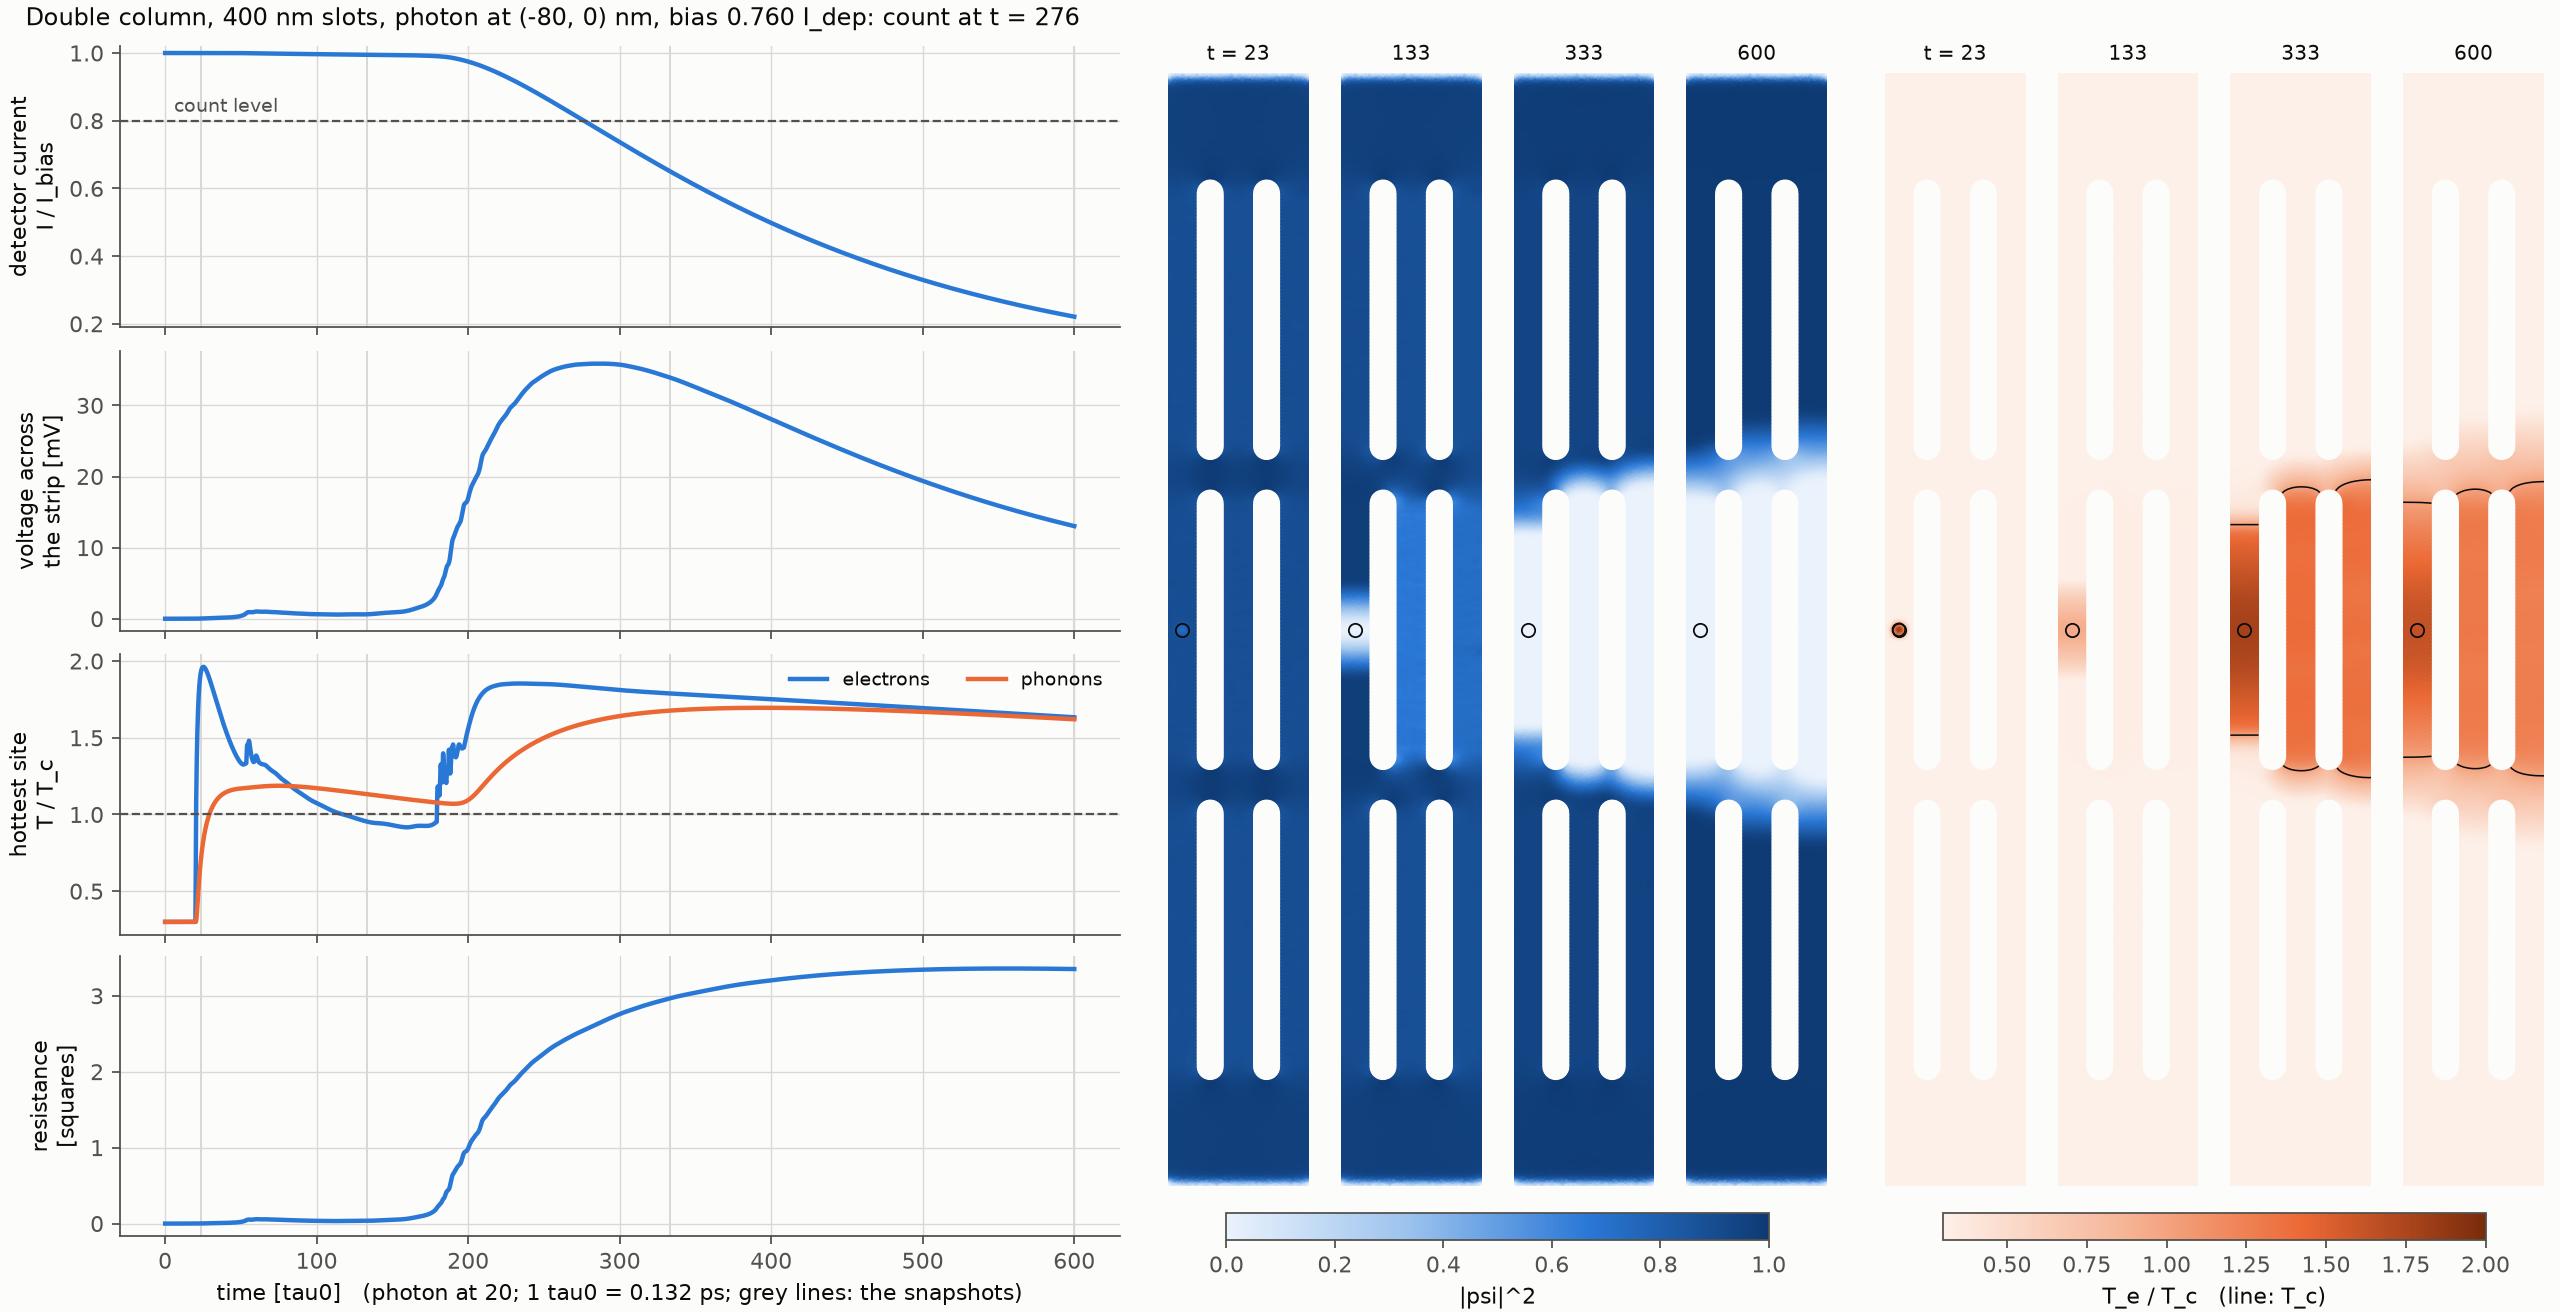 Double column, 400 nm slots, photon at (-80, 0) nm, bias 0.760 I_dep: count at t = 276
detector current
I / I_bias
1.0
0.8
0.6
0.4
0.2
count level
voltage across
the strip [mV]
30
20
10
0
hottest site
T / T_c
2.0
1.5
1.0
0.5
electrons
phonons
resistance
[squares]
3
2
1
0
0 100 200 300 400 500 600
time [tau0]   (photon at 20; 1 tau0 = 0.132 ps; grey lines: the snapshots)
t = 23 133 333 600
0.0 0.2 0.4 0.6 0.8 1.0
|psi|^2
t = 23 133 333 600
0.50 0.75 1.00 1.25 1.50 1.75 2.00
T_e / T_c   (line: T_c)